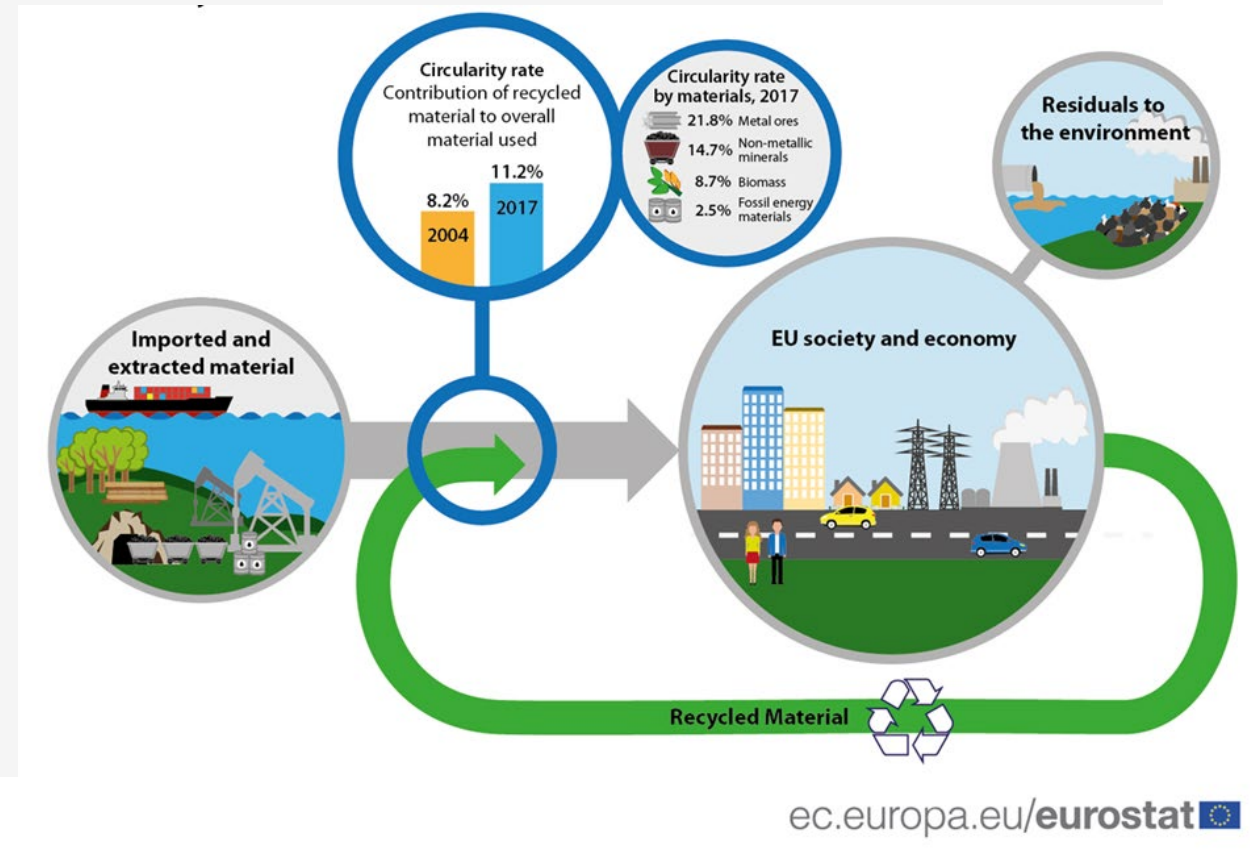 Circularity rate
Contribution of recycled
material to overall
material used
11.2%
8.2%
2017
2004
Circularity rate
by materials, 2017
21.8% Metal ores
14.7% Non-metallic
minerals
8.7% Biomass
2.5% Fossil energy
materials
Residuals to
the environment
Imported and
extracted material
EU society and economy
Recycled Material
ec.europa.eu/eurostat